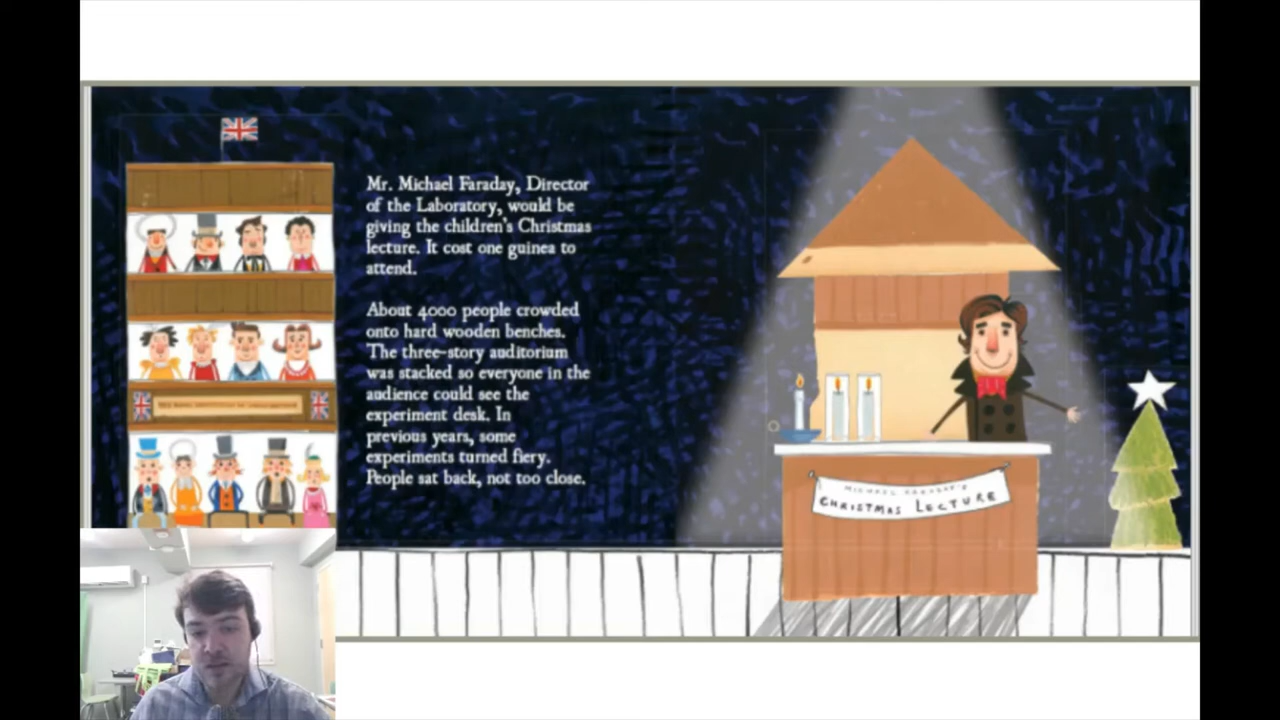 Mr. Michael Faraday, Director
of the Laboratory, would be
giving the children's Christmas
lecture. It cost one guinea to
attend.
About 4000 people crowded
onto hard wooden benches.
The three-story auditorium
was stacked so everyone in the
audience could see the
experiment desk. In
previous years, some
experiments turned fiery.
People sat back, not too close.
MICHAEL FARADAY'S
CHRISTMAS LECTURE